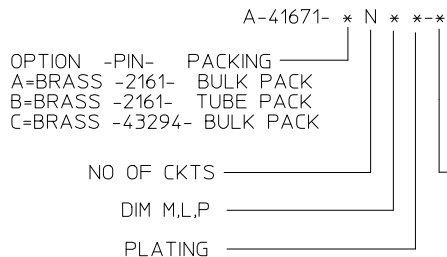 A-41671- * N * *-*
OPTION -PIN- PACKING
A=BRASS -2161- BULK PACK
B=BRASS -2161- TUBE PACK
C=BRASS -43294- BULK PACK
NO OF CKTS
DIM M,L,P
PLATING